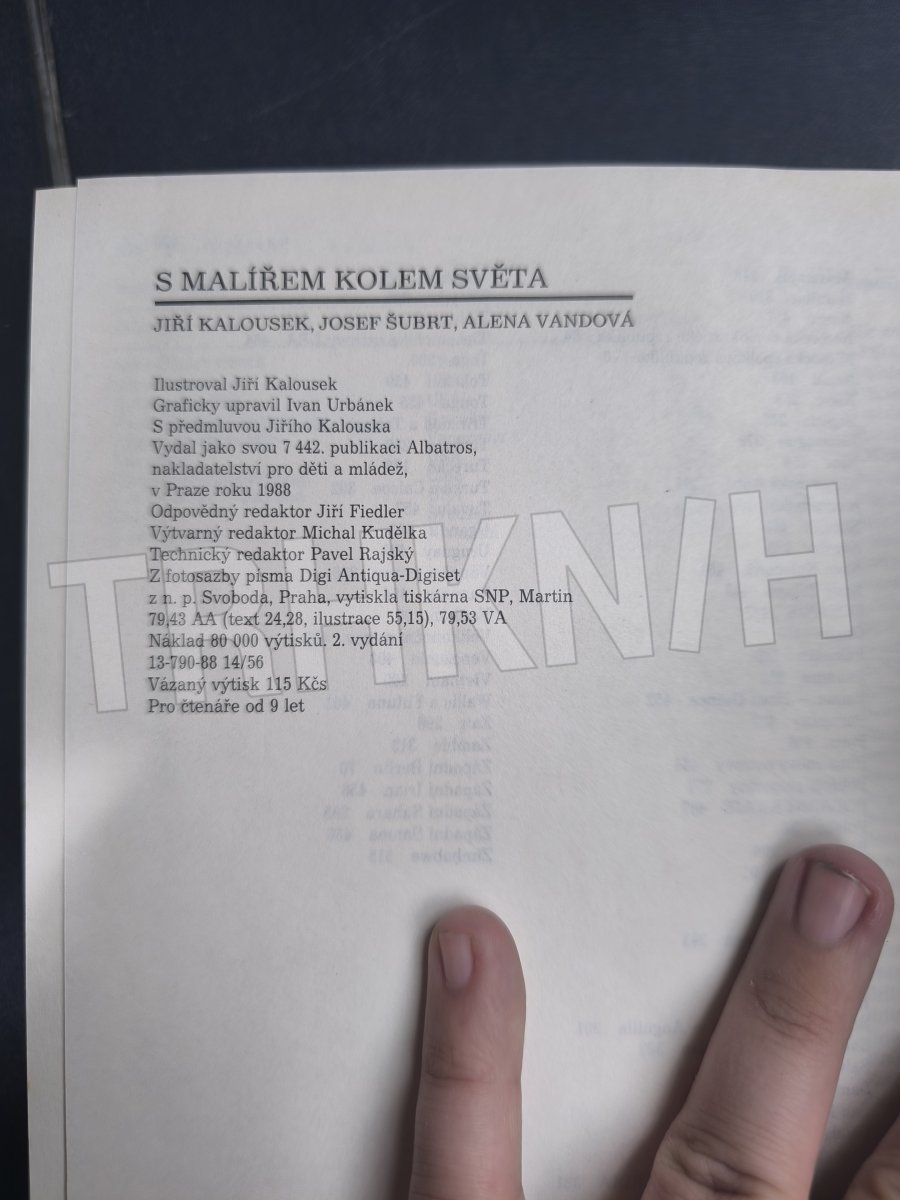 S MALÍŘEM KOLEM SVĚTA
JIŘÍ KALOUSEK, JOSEF ŠUBRT, ALENA VANDOVÁ
Ilustroval Jiří Kalousek
Graficky upravil Ivan Urbánek
S předmluvou Jiřího Kalouska
Vydal jako svou 7 442. publikaci Albatros,
nakladatelství pro děti a mládež,
v Praze roku 1988
Odpovědný redaktor Jiří Fiedler
Výtvarný redaktor Michal Kudělka
Technický redaktor Pavel Rajský
Z fotosazby písma Digi Antiqua-Digiset
z n. p. Svoboda, Praha, vytiskla tiskárna SNP, Martin
79,43 AA (text 24,28, ilustrace 55,15), 79,53 VA
Náklad 80 000 výtisků. 2. vydání
13-790-88 14/56
Vázaný výtisk 115 Kčs
Pro čtenáře od 9 let